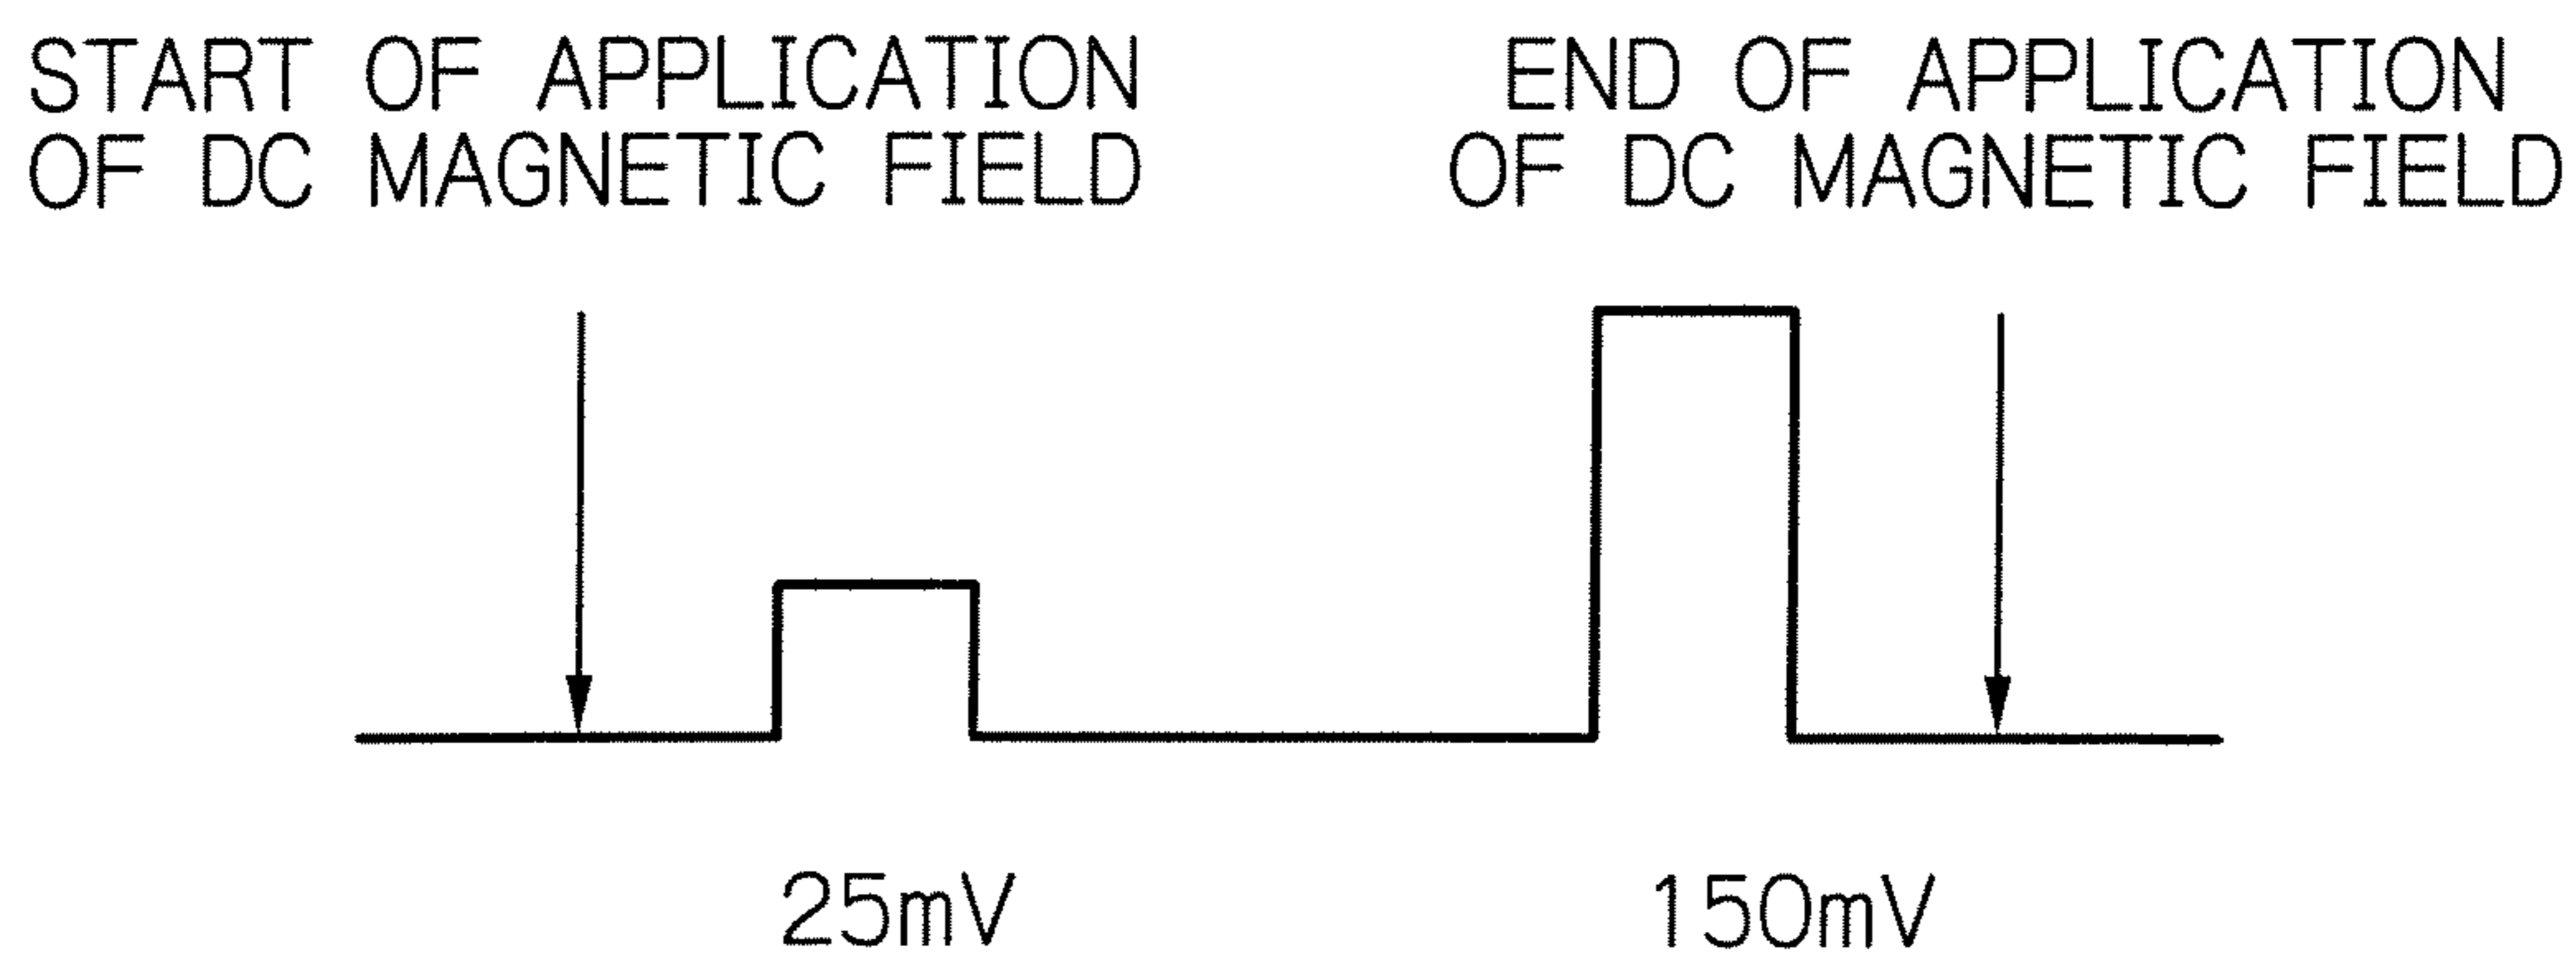 START OF APPLICATION
OF DC MAGNETIC FIELD
END OF APPLICATION
OF DC MAGNETIC FIELD
25mV
150mV